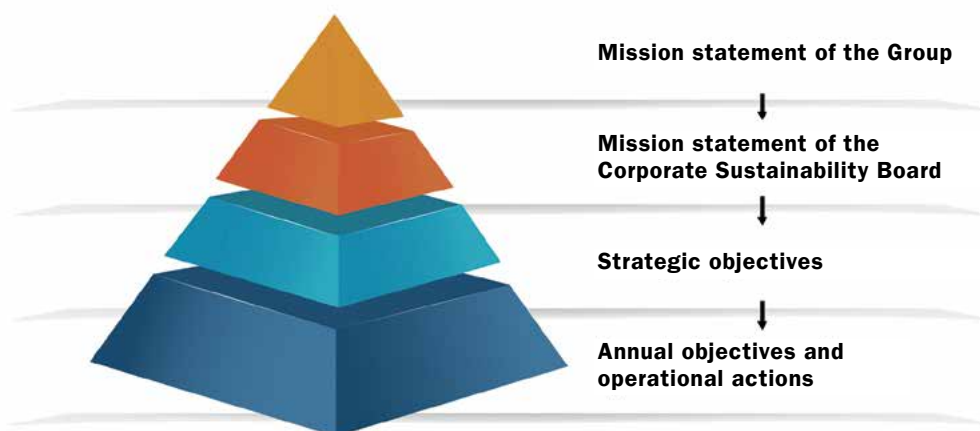 Mission statement of the Group
Mission statement of the
Corporate Sustainability Board
Strategic objectives
Annual objectives and
operational actions